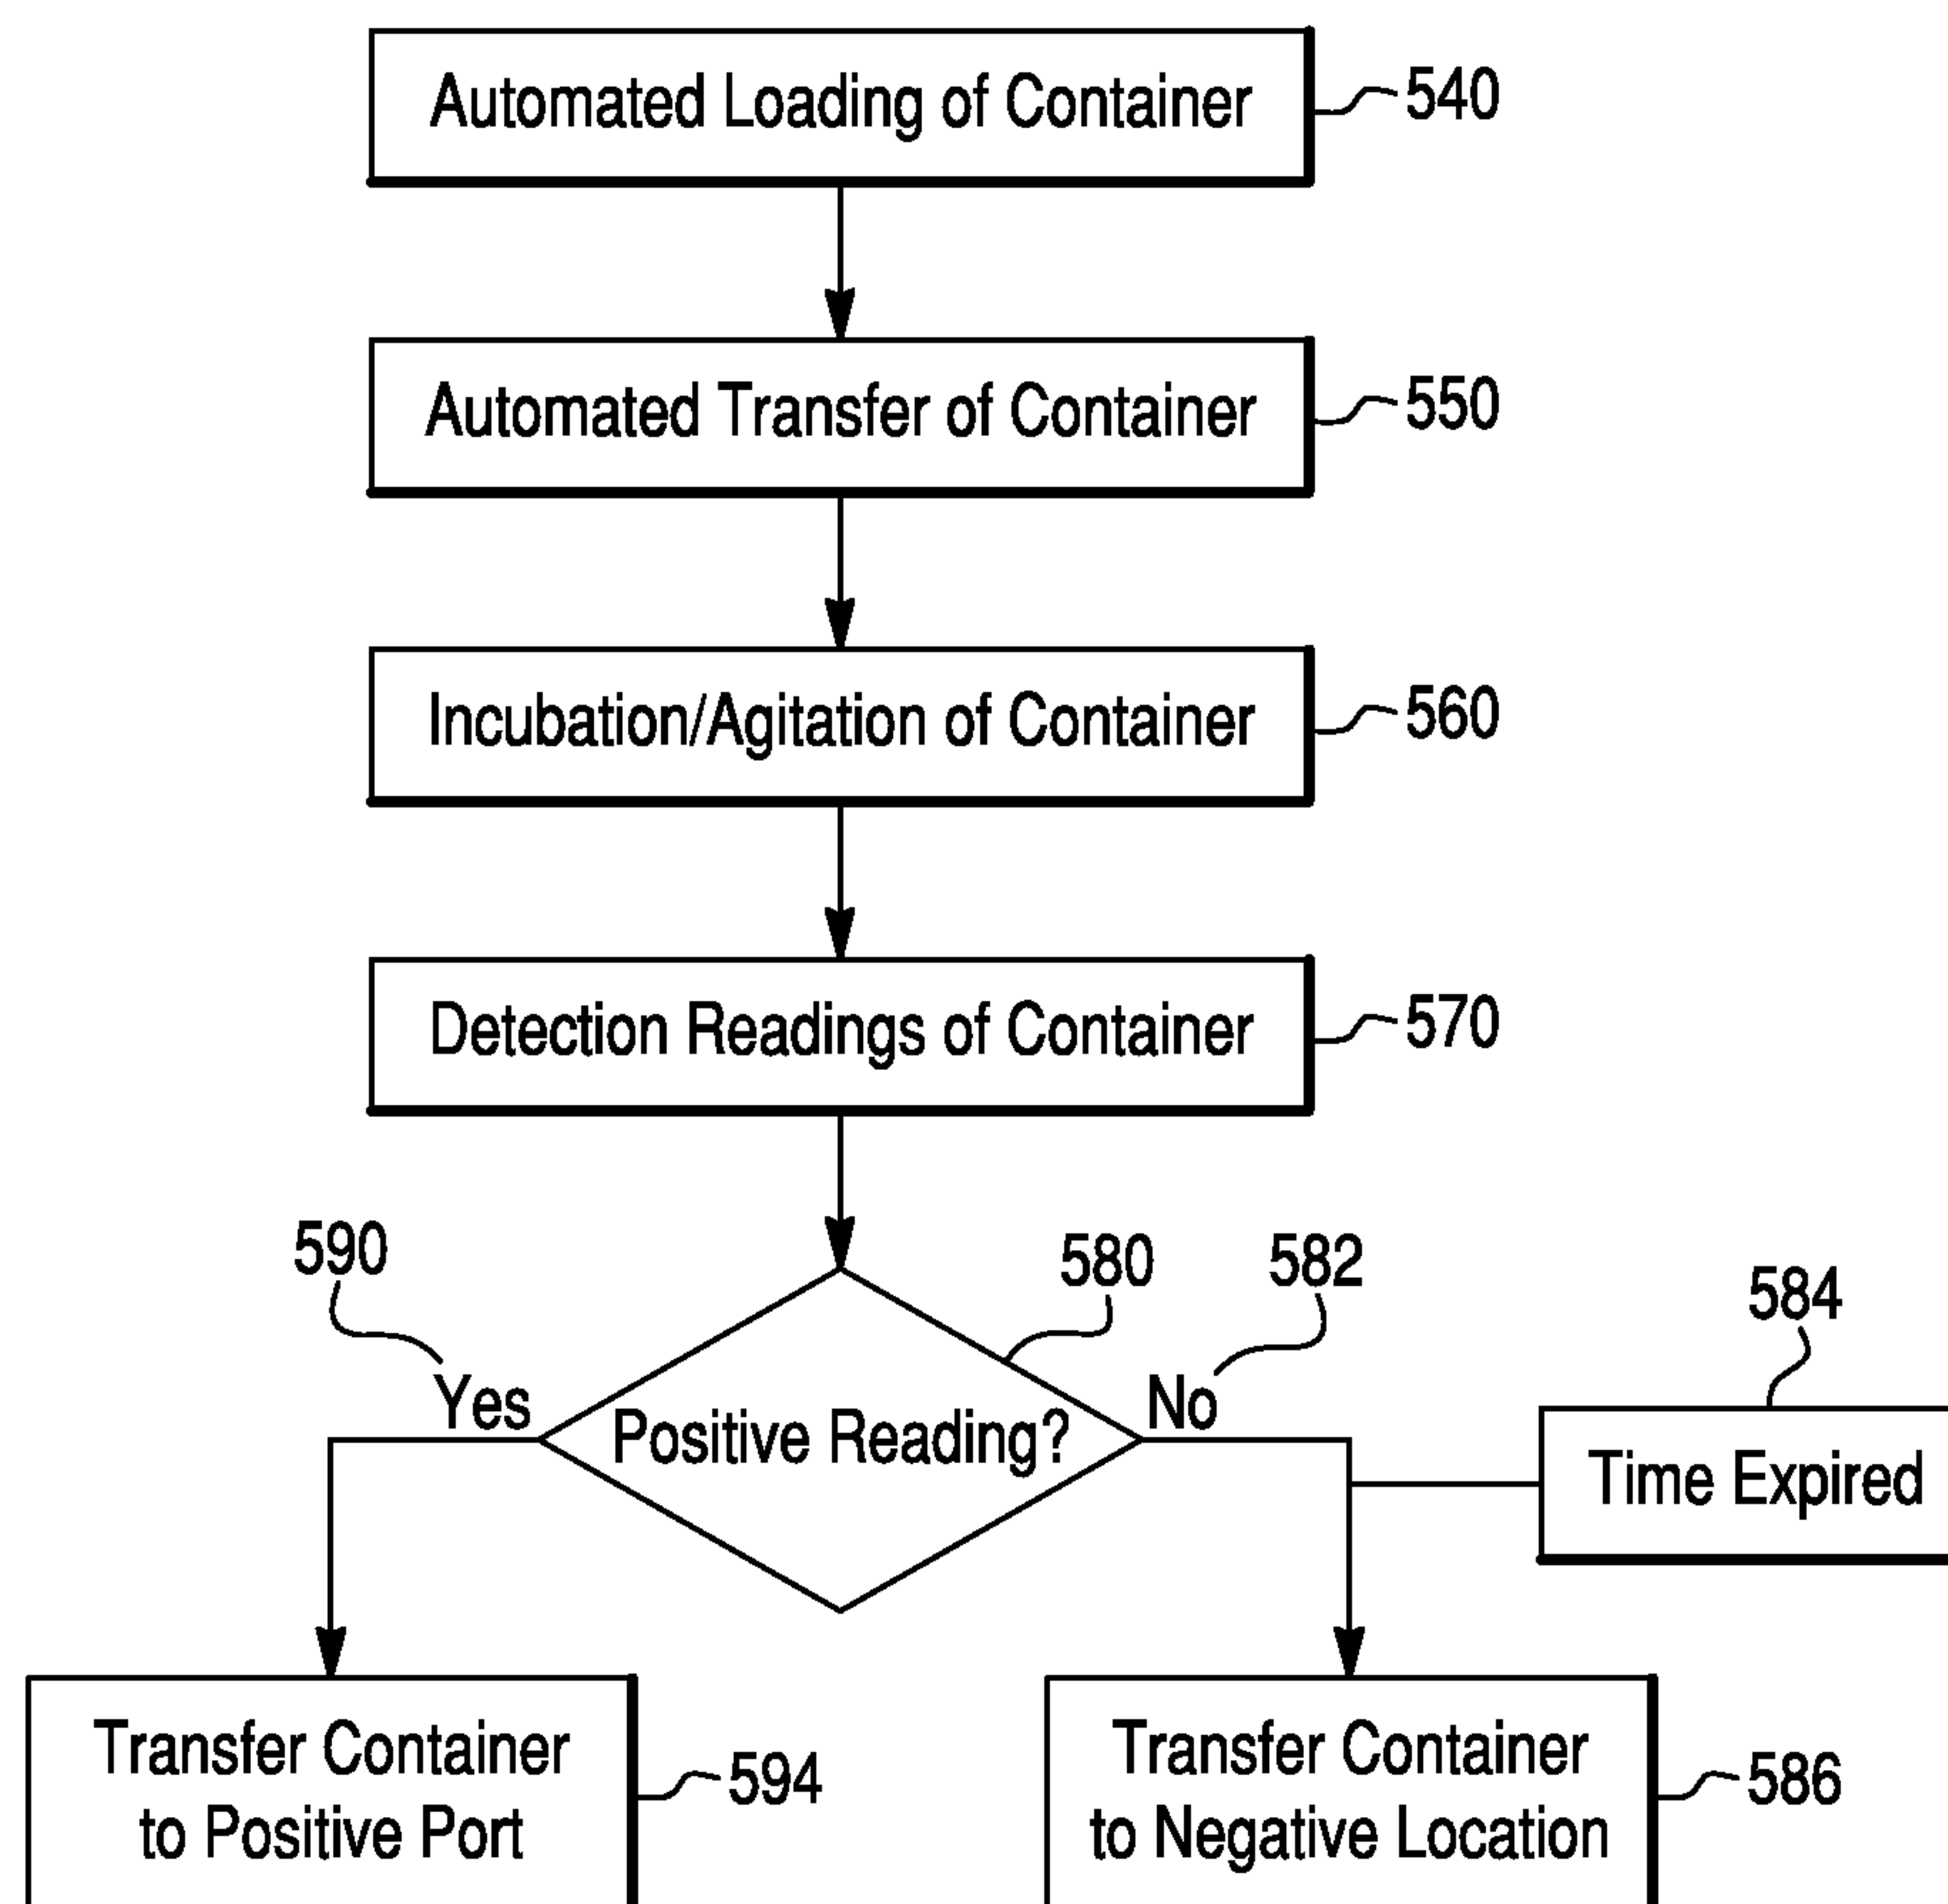 Automated Loading of Container
540
Automated Transfer of Container
550
Incubation/Agitation of Container
560
Detection Readings of Container
570
590
580
582
584
Yes
Positive Reading?
No
Time Expired
Transfer Container
to Positive Port
594
Transfer Container
to Negative Location
586